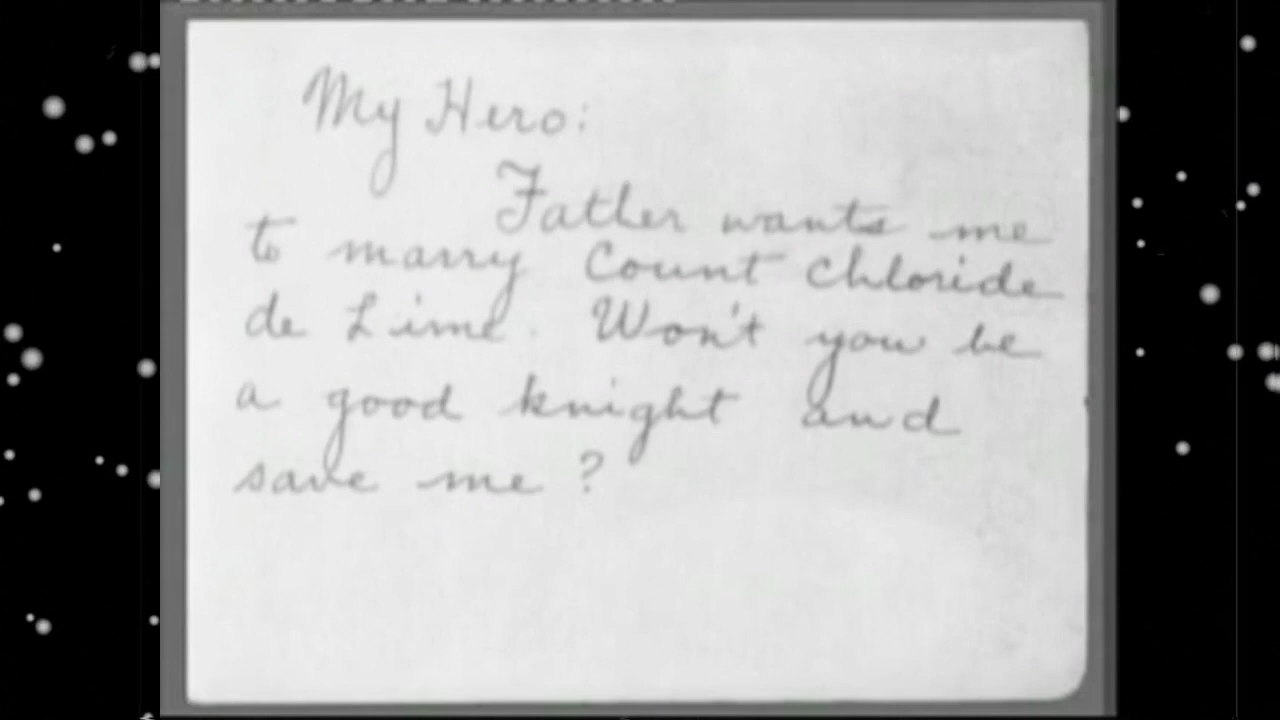 My Hero:
Father wants me
to marry Count Chloride
de Lime. Won't you be
a good knight and
save me?